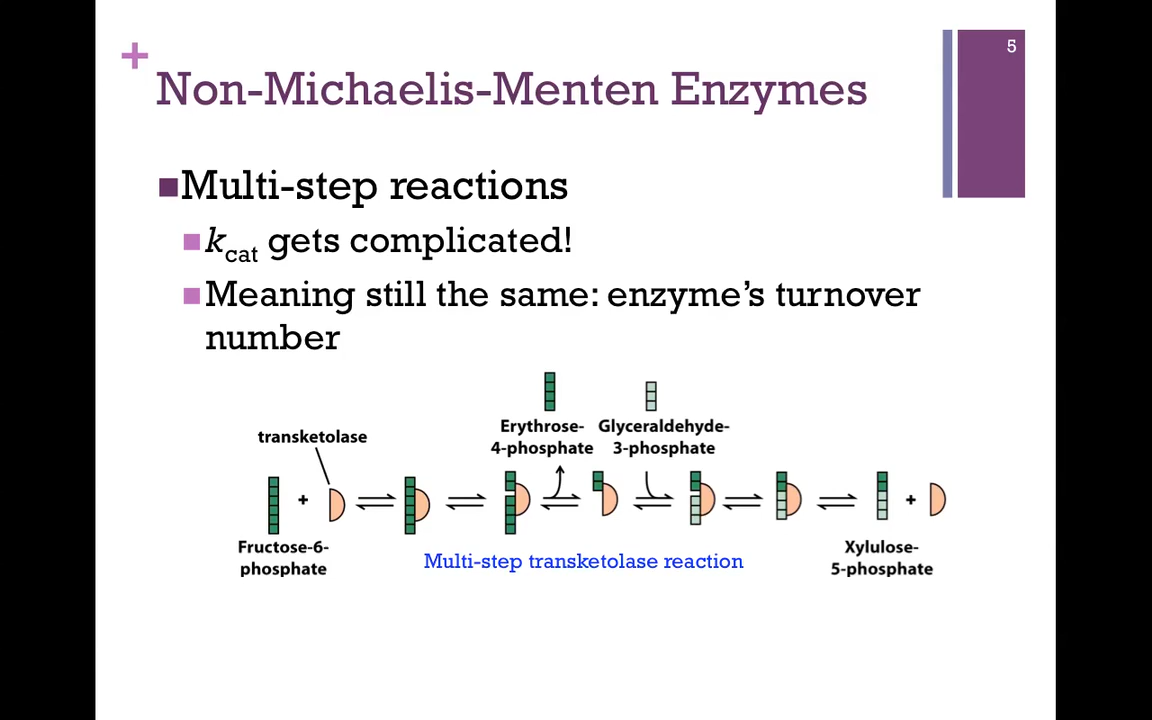 5
+
Non-Michaelis-Menten Enzymes
Multi-step reactions
kcat gets complicated!
Meaning still the same: enzyme's turnover
number
transketolase
Erythrose-
4-phosphate
Glyceraldehyde-
3-phosphate
+
+
Fructose-6-
phosphate
Multi-step transketolase reaction
Xylulose-
5-phosphate